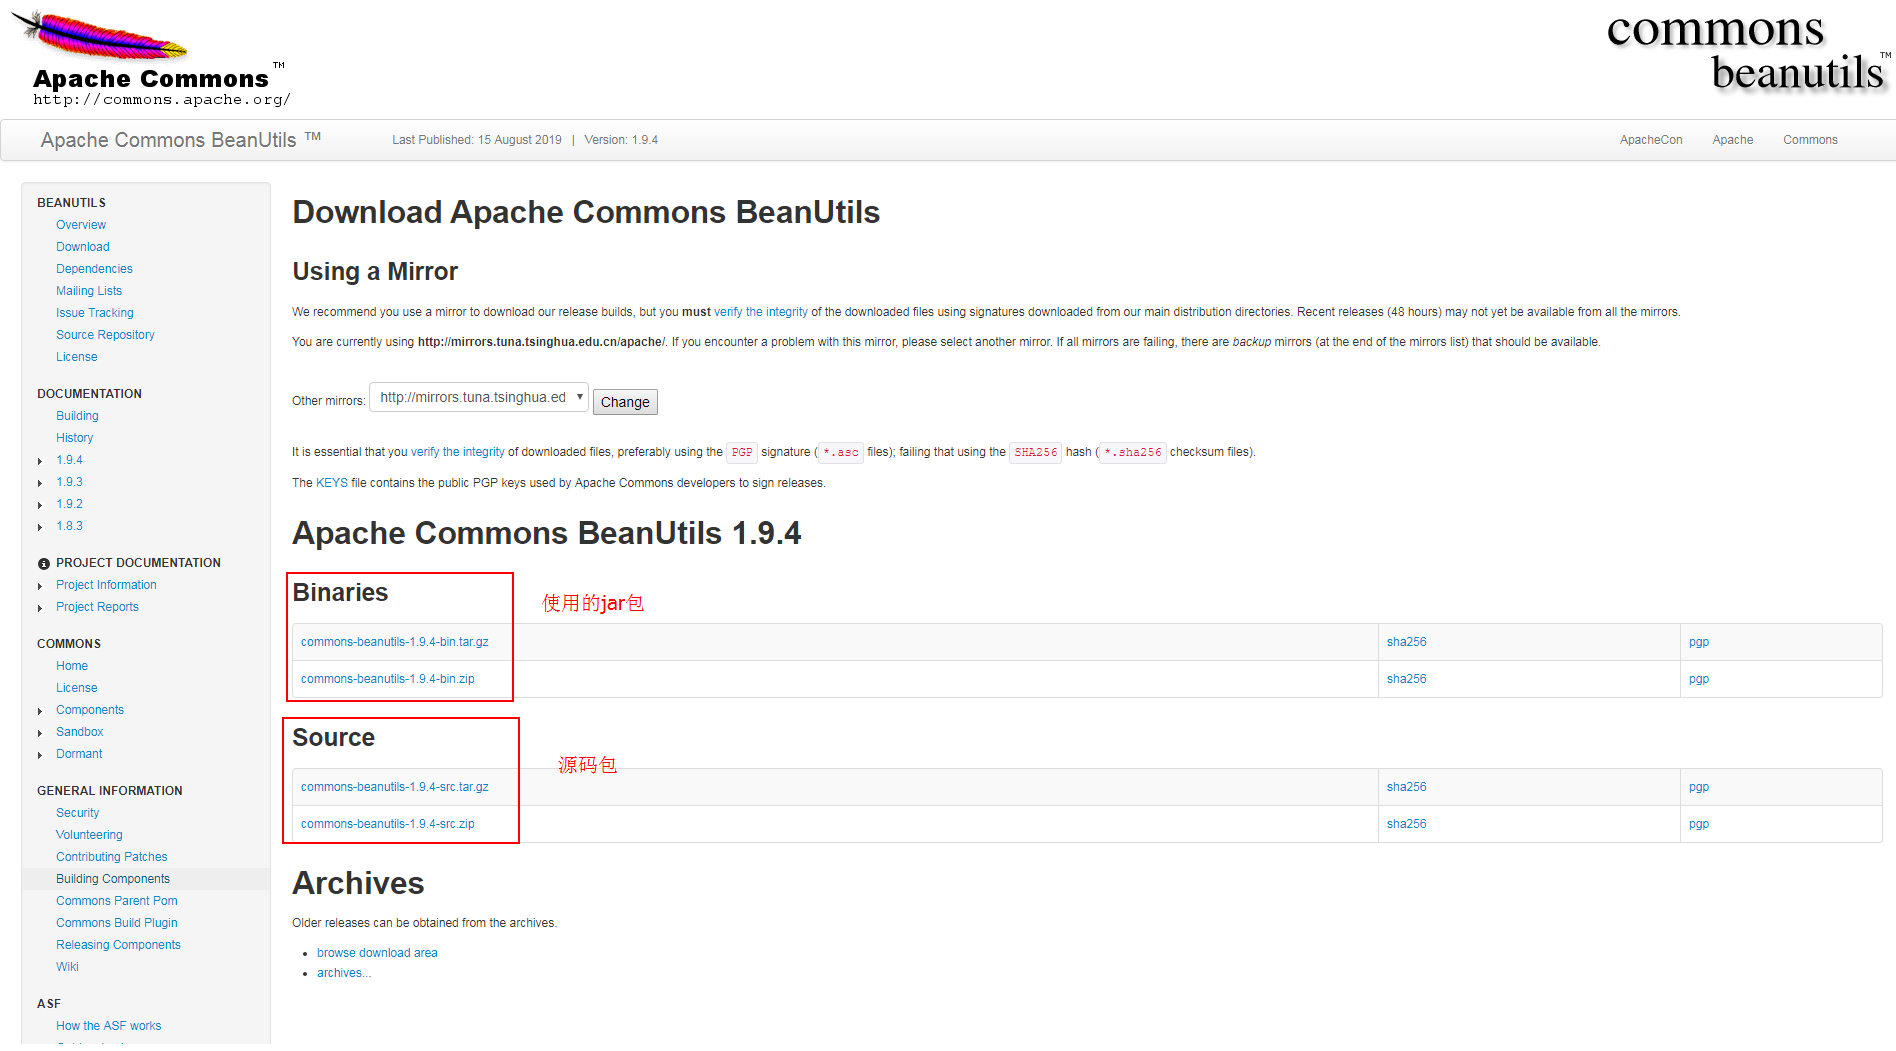 Apache Commons™
http://commons.apache.org/
commons
beanutils™
Apache Commons BeanUtils ™
Last Published: 15 August 2019 | Version: 1.9.4
ApacheCon Apache Commons
BEANUTILS
Overview
Download
Dependencies
Mailing Lists
Issue Tracking
Source Repository
License
DOCUMENTATION
Building
History
1.9.4
1.9.3
1.9.2
1.8.3
PROJECT DOCUMENTATION
Project Information
Project Reports
COMMONS
Home
License
Components
Sandbox
Dormant
GENERAL INFORMATION
Security
Volunteering
Contributing Patches
Building Components
Commons Parent Pom
Commons Build Plugin
Releasing Components
Wiki
ASF
How the ASF works
Download Apache Commons BeanUtils
Using a Mirror
We recommend you use a mirror to download our release builds, but you must verify the integrity of the downloaded files using signatures downloaded from our main distribution directories. Recent releases (48 hours) may not yet be available from all the mirrors.
You are currently using http://mirrors.tuna.tsinghua.edu.cn/apache/. If you encounter a problem with this mirror, please select another mirror. If all mirrors are failing, there are backup mirrors (at the end of the mirrors list) that should be available.
Other mirrors: http://mirrors.tuna.tsinghua.ed Change
It is essential that you verify the integrity of downloaded files, preferably using the PGP signature (*.asc files); failing that using the SHA256 hash (*.sha256 checksum files).
The KEYS file contains the public PGP keys used by Apache Commons developers to sign releases.
Apache Commons BeanUtils 1.9.4
Binaries
使用的jar包
commons-beanutils-1.9.4-bin.tar.gz sha256 pgp
commons-beanutils-1.9.4-bin.zip sha256 pgp
Source
源码包
commons-beanutils-1.9.4-src.tar.gz sha256 pgp
commons-beanutils-1.9.4-src.zip sha256 pgp
Archives
Older releases can be obtained from the archives.
browse download area
archives...